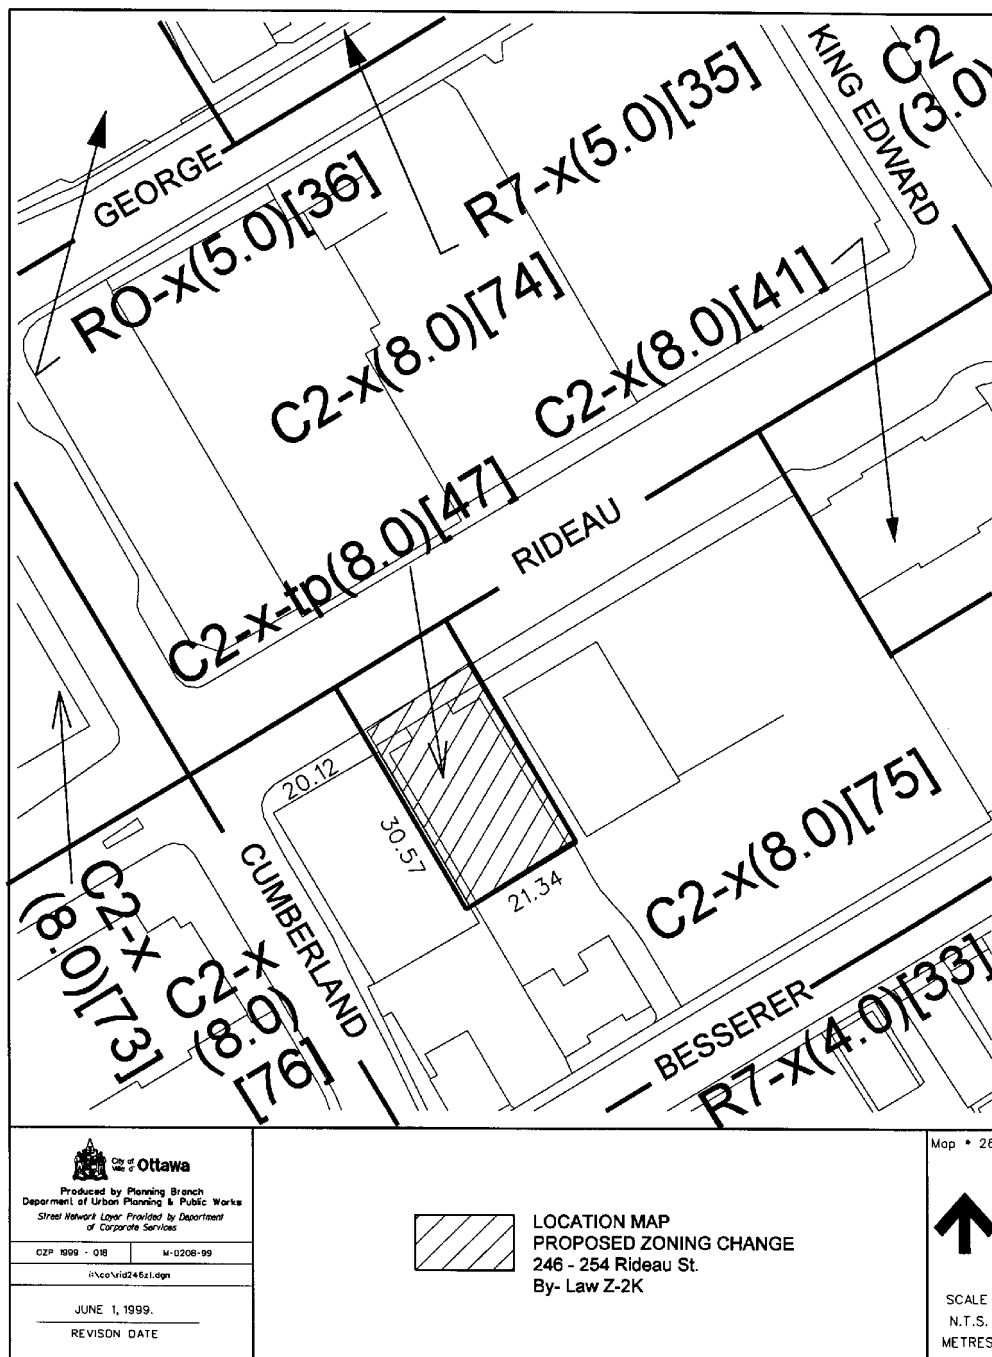 KING EDWARD
C2
(3.0)
GEORGE
R7-x(5.0)[35]
RO-x(5.0)[36]
C2-x(8.0)[74]
C2-x(8.0)[41]
C2-x-tp(8.0)[47]
RIDEAU
20.12
30.57
21.34
C2-x(8.0)[75]
CUMBERLAND
C2-x
(8.0)[73]
C2-x
(8.0)
[76]
BESSERER
R7-x(4.0)[33]
City of
Ville d' Ottawa
Produced by Planning Branch
Deparment of Urban Planning & Public Works
Street Network Layer Provided by Department
of Corporate Services
OZP 1999 - 018
M-0208-99
i:\co\rid246zl.dgn
JUNE 1, 1999.
REVISON DATE
LOCATION MAP
PROPOSED ZONING CHANGE
246 - 254 Rideau St.
By- Law Z-2K
Map * 28
SCALE
N.T.S.
METRES